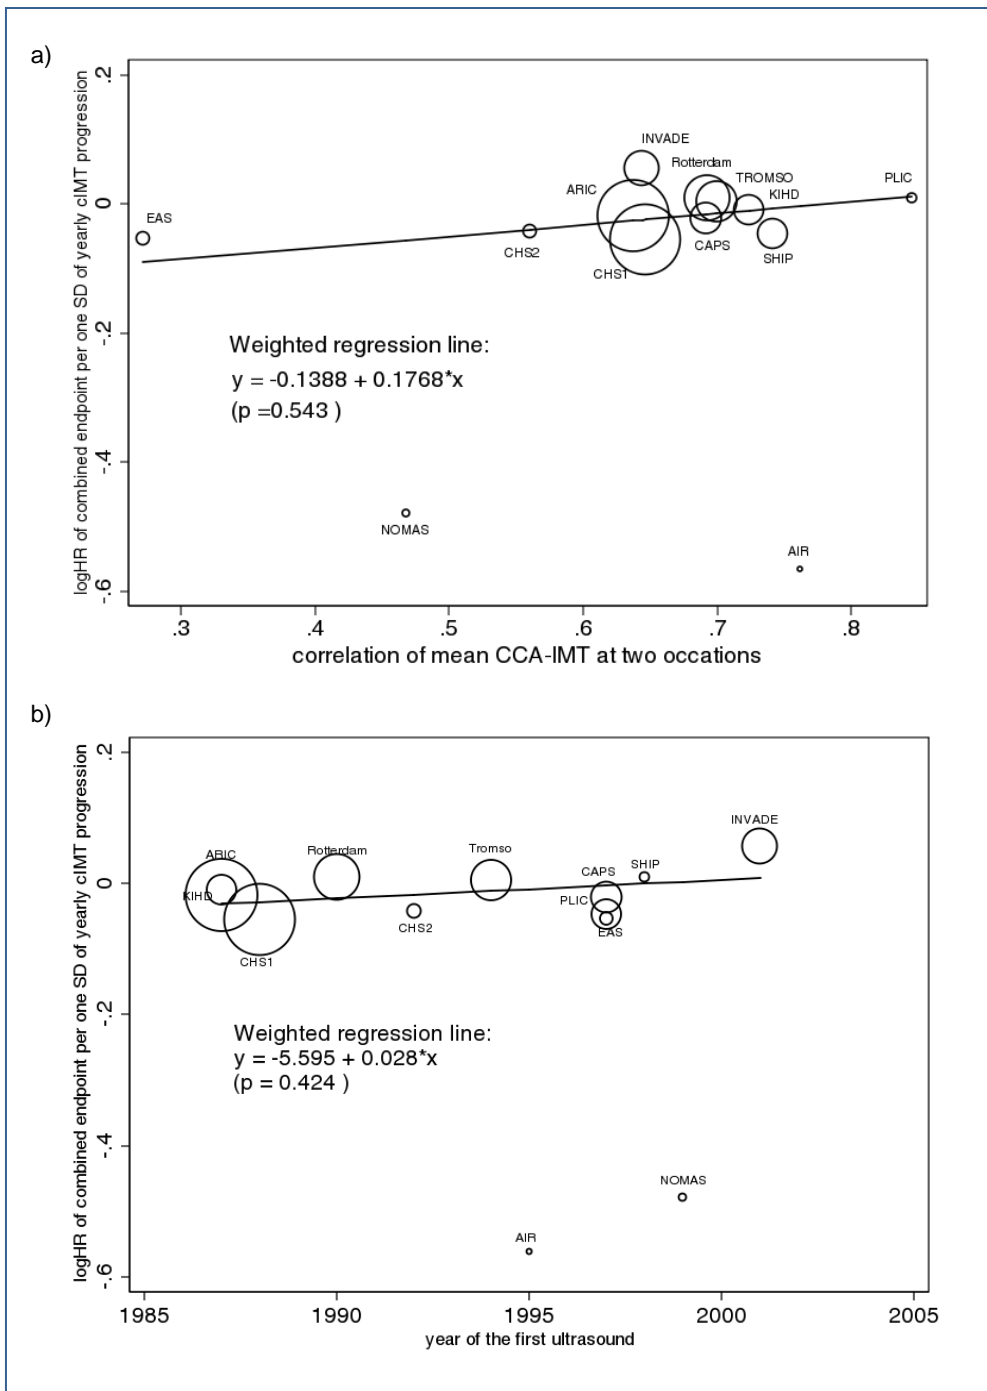 a)
logHR of combined endpoint per one SD of yearly cIMT progression
.2
0
-.2
-.4
-.6
INVADE
Rotterdam
ARIC
TROMSO
PLIC
KIHD
EAS
CHS2
CAPS
SHIP
CHS1
Weighted regression line:
y = -0.1388 + 0.1768*x
(p =0.543 )
NOMAS
AIR
.3 .4 .5 .6 .7 .8
correlation of mean CCA-IMT at two occations
b)
logHR of combined endpoint per one SD of yearly cIMT progression
.2
0
-.2
-.4
-.6
INVADE
ARIC
Rotterdam
Tromso
SHIP
CAPS
KIHD
PLIC
CHS2
EAS
CHS1
Weighted regression line:
y = -5.595 + 0.028*x
(p = 0.424 )
NOMAS
AIR
1985 1990 1995 2000 2005
year of the first ultrasound